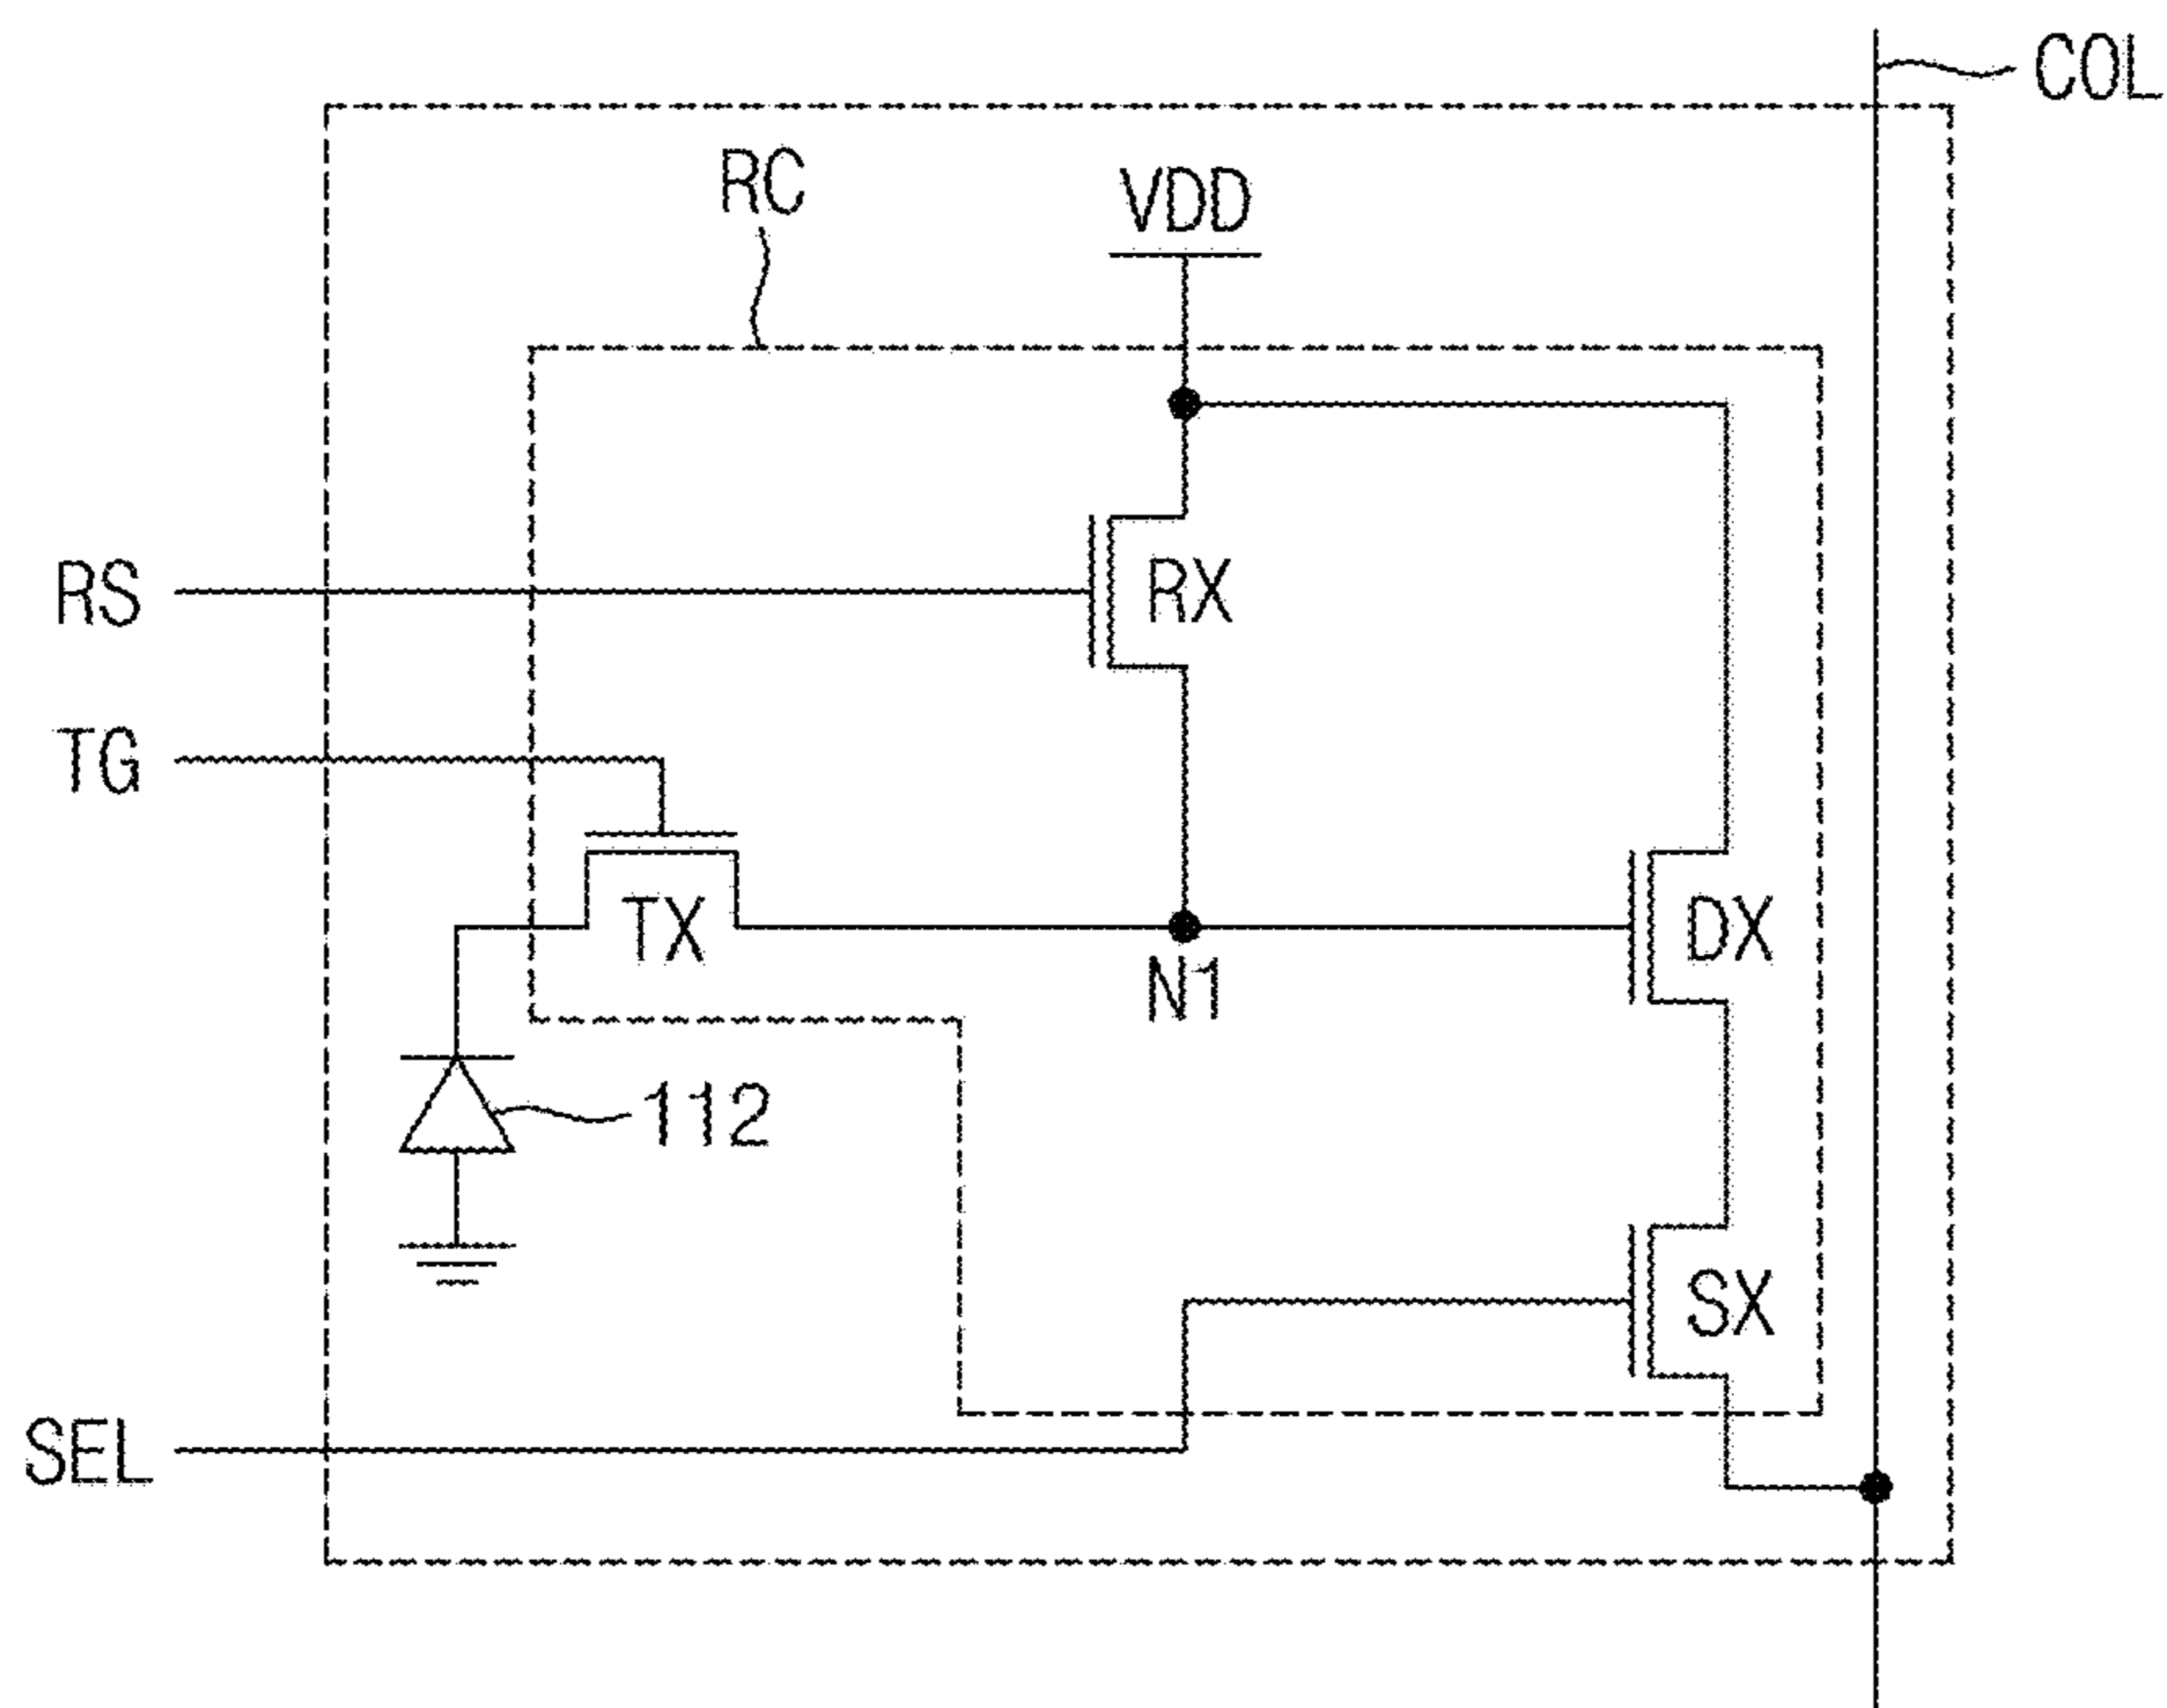 COL
RC
VDD
RS
RX
TG
TX
DX
N1
112
SX
SEL